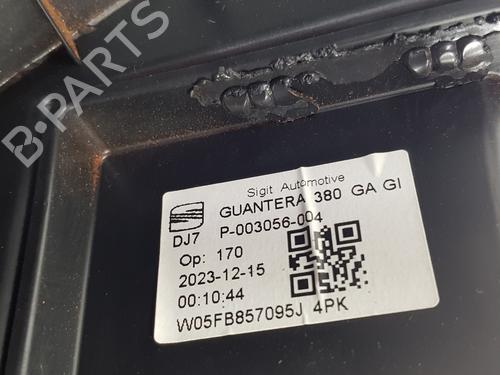 B-PARTS
Sigit Automotive
GUANTERA 380 GA GI
DJ7 P-003056-004
Op: 170
2023-12-15
00:10:44
W05FB857095J 4PK